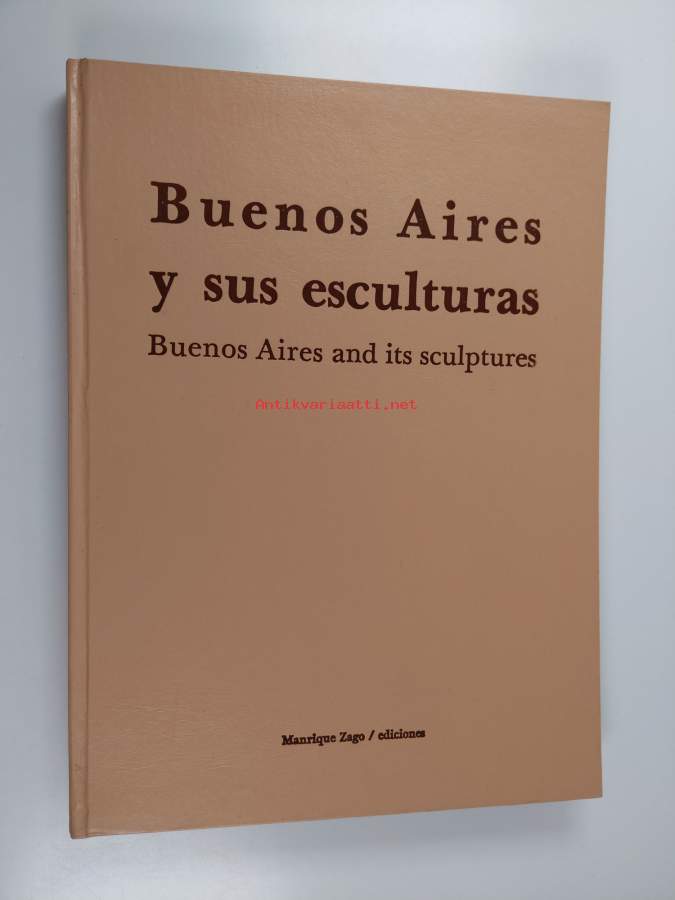 Buenos Aires
y sus esculturas
Buenos Aires and its sculptures
Antikvariaatti.net
Manrique Zago / ediciones